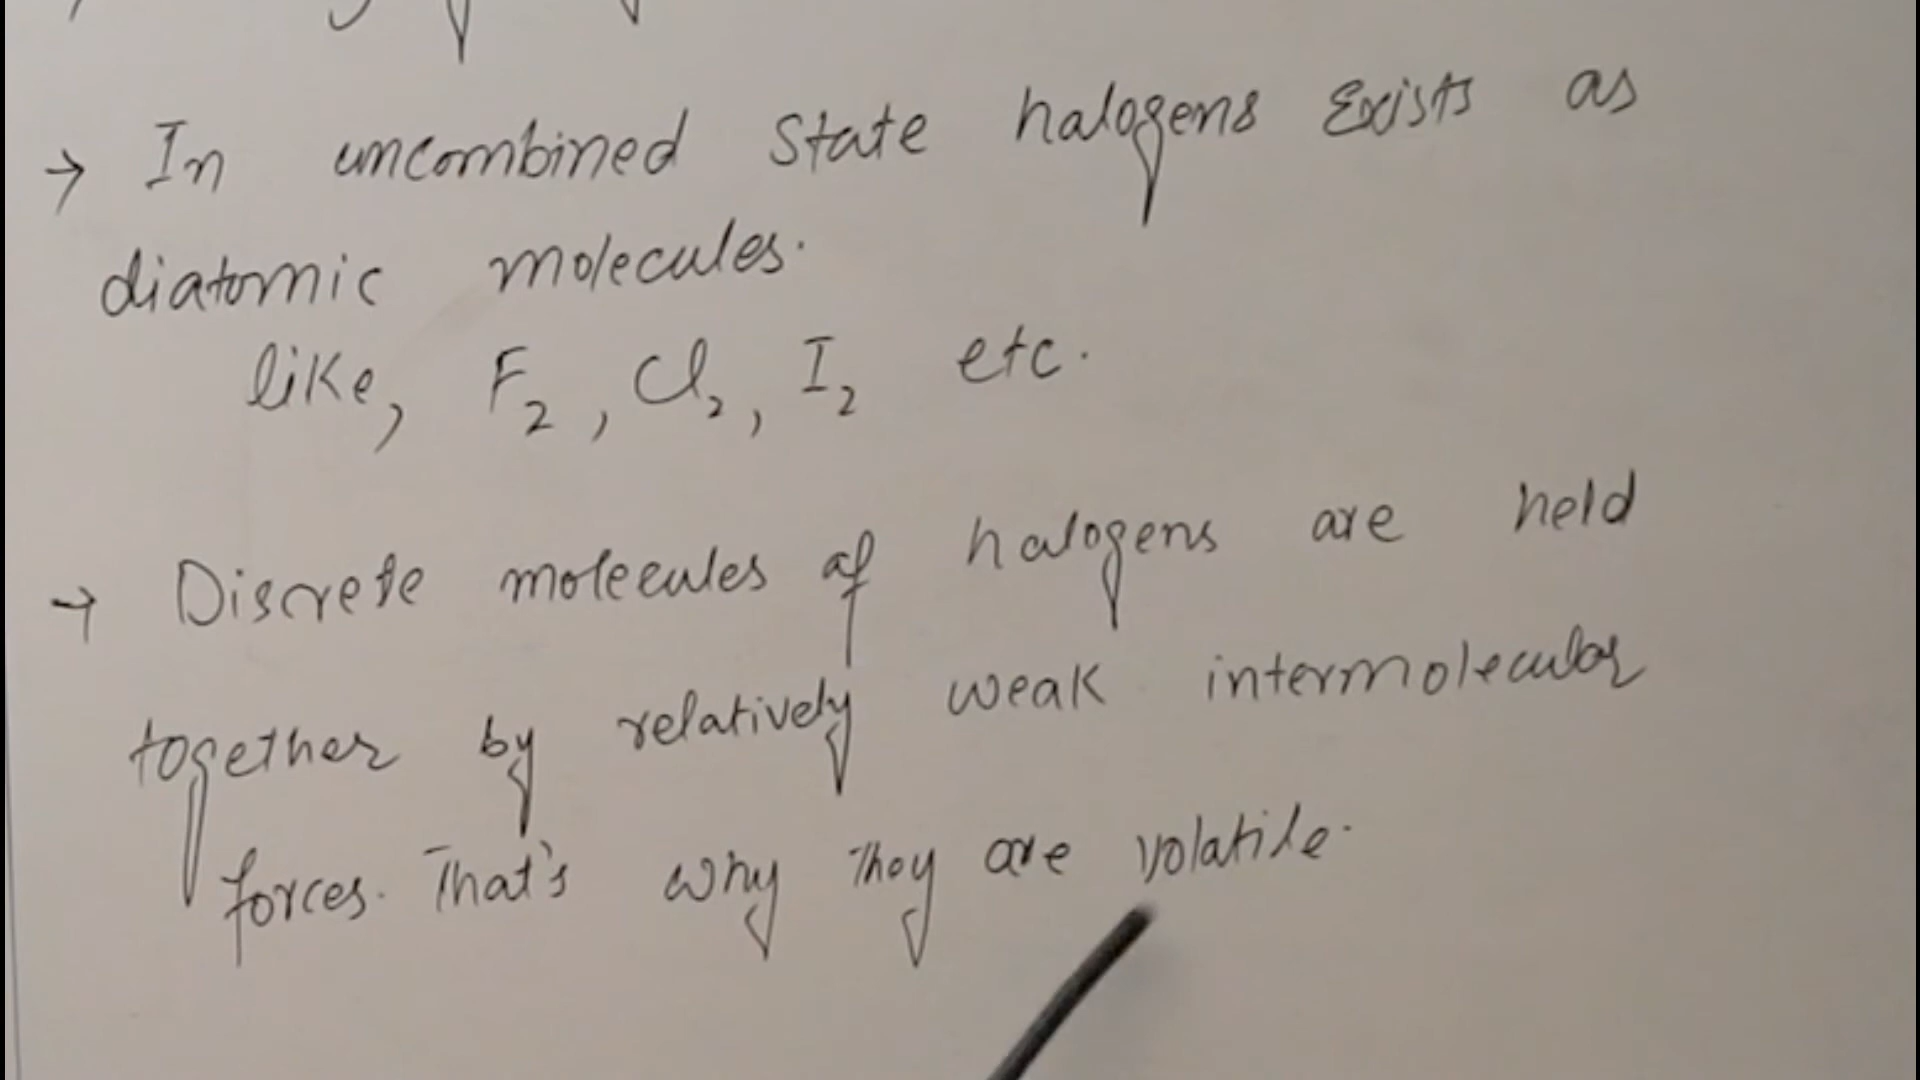 → In uncombined State halogens Exists as
diatomic molecules.
like, F₂, Cl₂, I₂ etc.
→ Discrete molecules of halogens are held
together by relatively weak intermolecular
forces. That's why they are volatile.